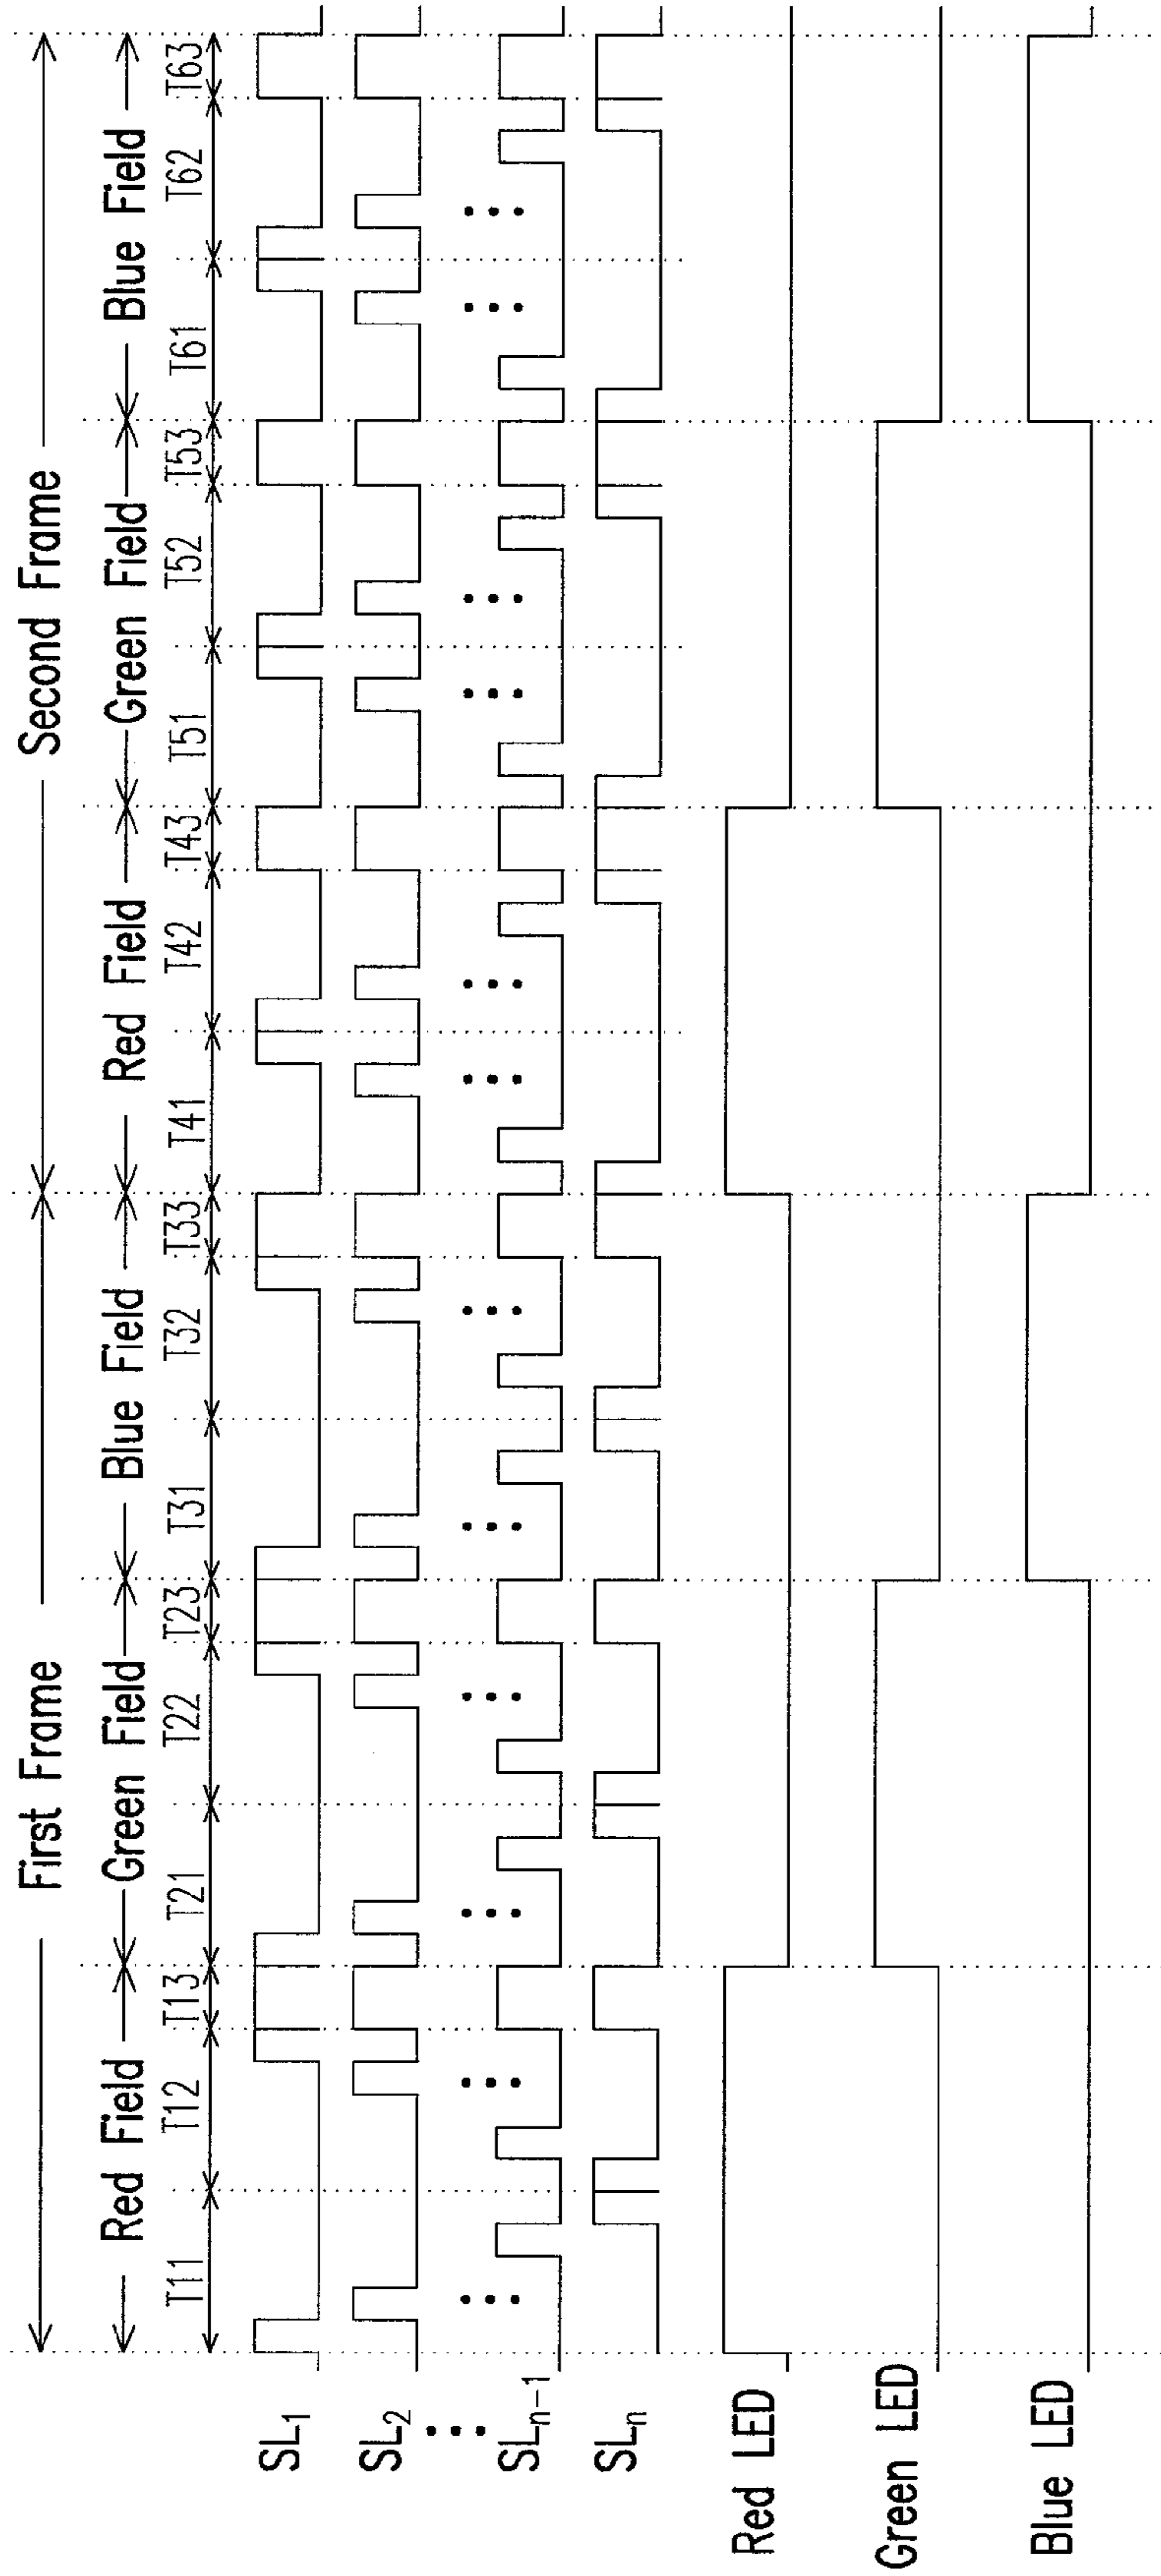 First Frame Second Frame
Red Field Green Field Blue Field Red Field Green Field Blue Field
T11 T12 T13 T21 T22 T23 T31 T32 T33 T41 T42 T43 T51 T52 T53 T61 T62 T63
SL1
SL2
SLn-1
SLn
Red LED
Green LED
Blue LED